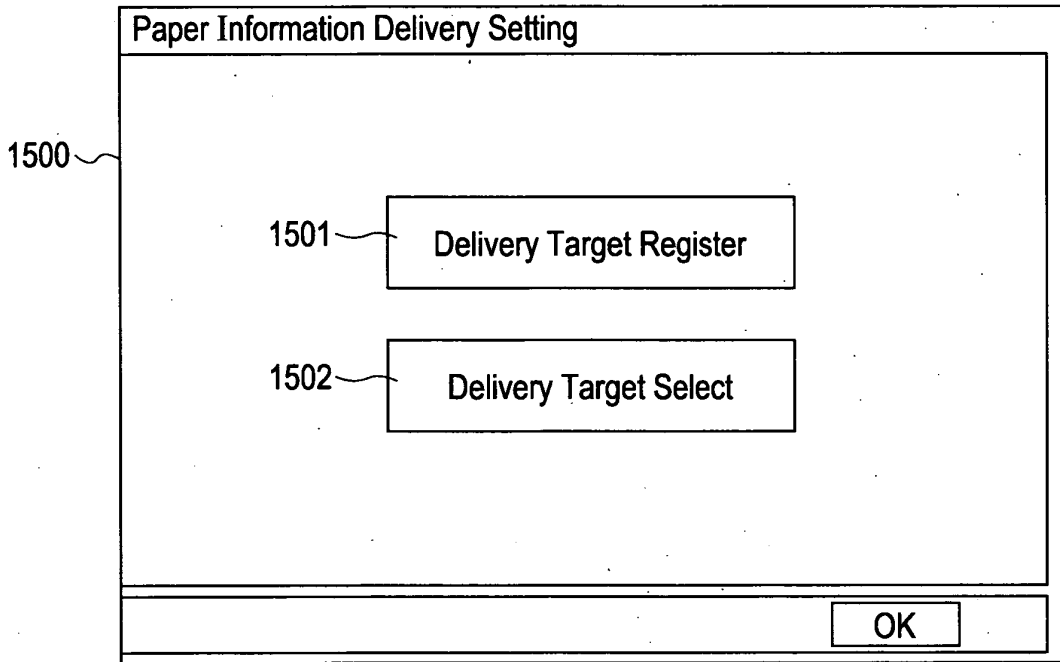 Paper Information Delivery Setting
1500
1501
Delivery Target Register
1502
Delivery Target Select
OK